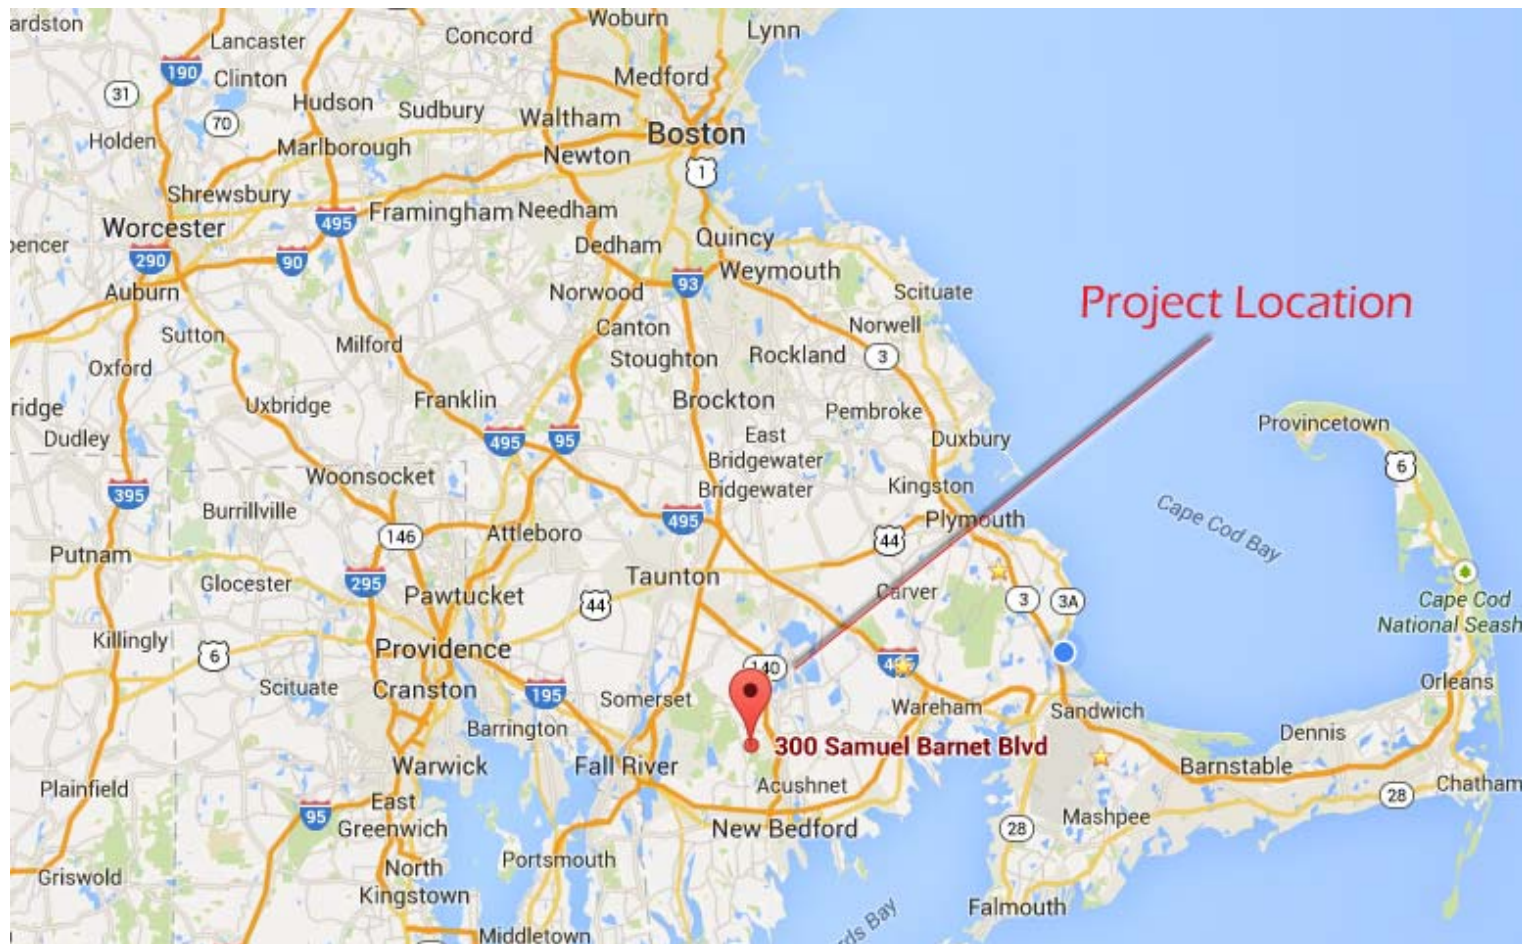 ardston
Woburn
Lynn
Lancaster
Concord
190
Clinton
Medford
31
Hudson
Sudbury
Waltham
70
Boston
Holden
Marlborough
Newton
1
Shrewsbury
Framingham
Needham
495
Worcester
Dedham
Quincy
pencer
290
90
93
Weymouth
Auburn
Norwood
Scituate
Project Location
Sutton
Milford
Canton
Norwell
Stoughton
Rockland
3
Oxford
ridge
Uxbridge
Franklin
Brockton
Pembroke
Provincetown
Dudley
495
95
East
Bridgewater
Duxbury
6
Woonsocket
Bridgewater
Kingston
395
Burrillville
495
Plymouth
Cape Cod Bay
146
Attleboro
44
Putnam
Glocester
295
Pawtucket
44
Taunton
Carver
3
3A
Cape Cod
National Seash
Killingly
6
Providence
140
Scituate
Cranston
195
Somerset
Wareham
Sandwich
Orleans
Barrington
Dennis
300 Samuel Barnet Blvd
Warwick
Fall River
Acushnet
Barnstable
Chatham
Plainfield
East
Greenwich
95
New Bedford
28
Mashpee
28
Griswold
North
Kingstown
Portsmouth
Falmouth
Middletown
rds Bay